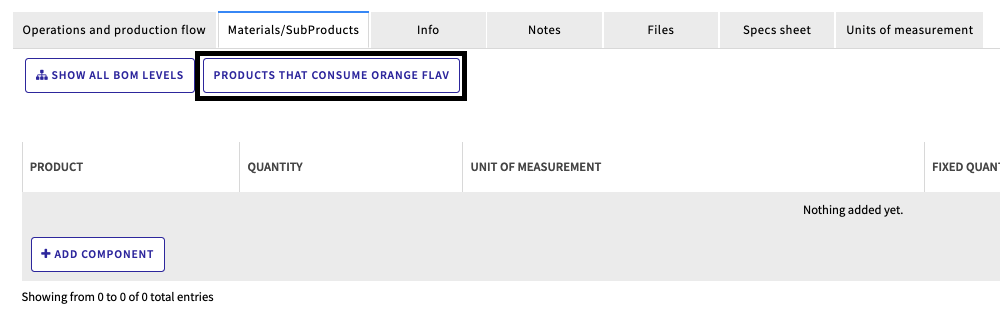 Operations and production flow Materials/SubProducts Info Notes Files Specs sheet Units of measurement
SHOW ALL BOM LEVELS PRODUCTS THAT CONSUME ORANGE FLAV
PRODUCT QUANTITY UNIT OF MEASUREMENT FIXED QUANT
Nothing added yet.
ADD COMPONENT
Showing from 0 to 0 of 0 total entries